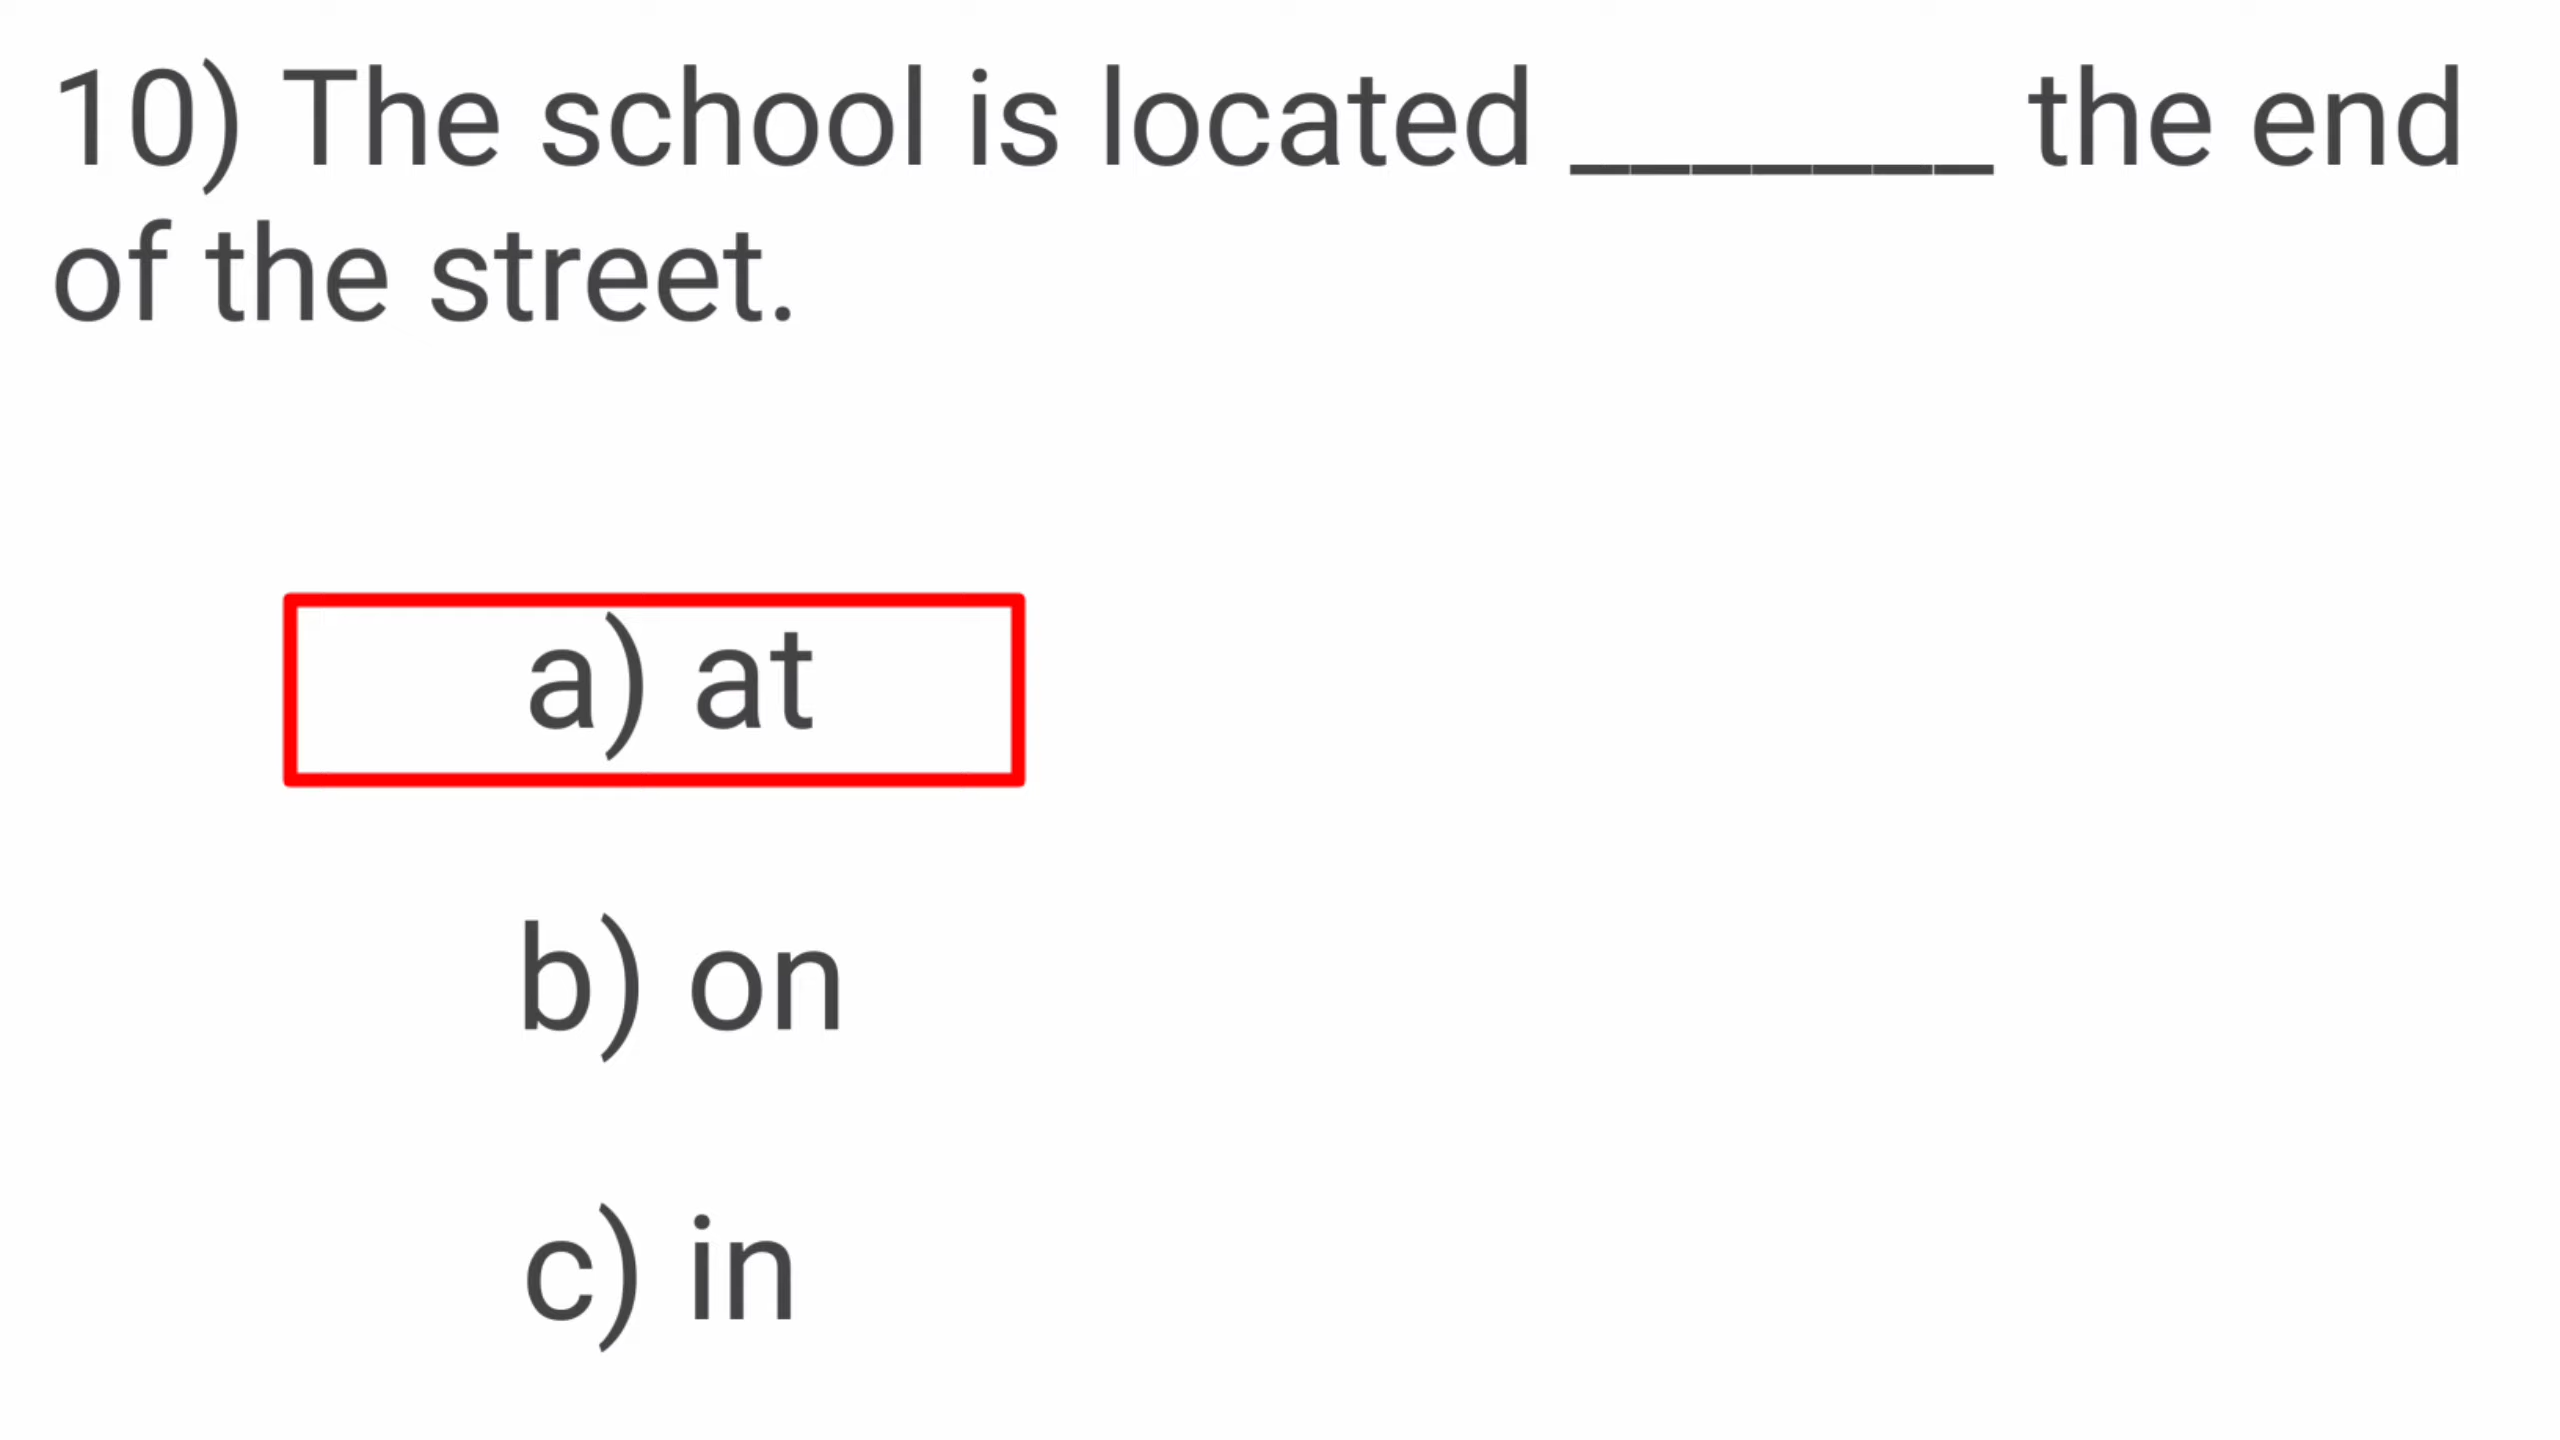 10) The school is located _______ the end
of the street.
a) at
b) on
c) in